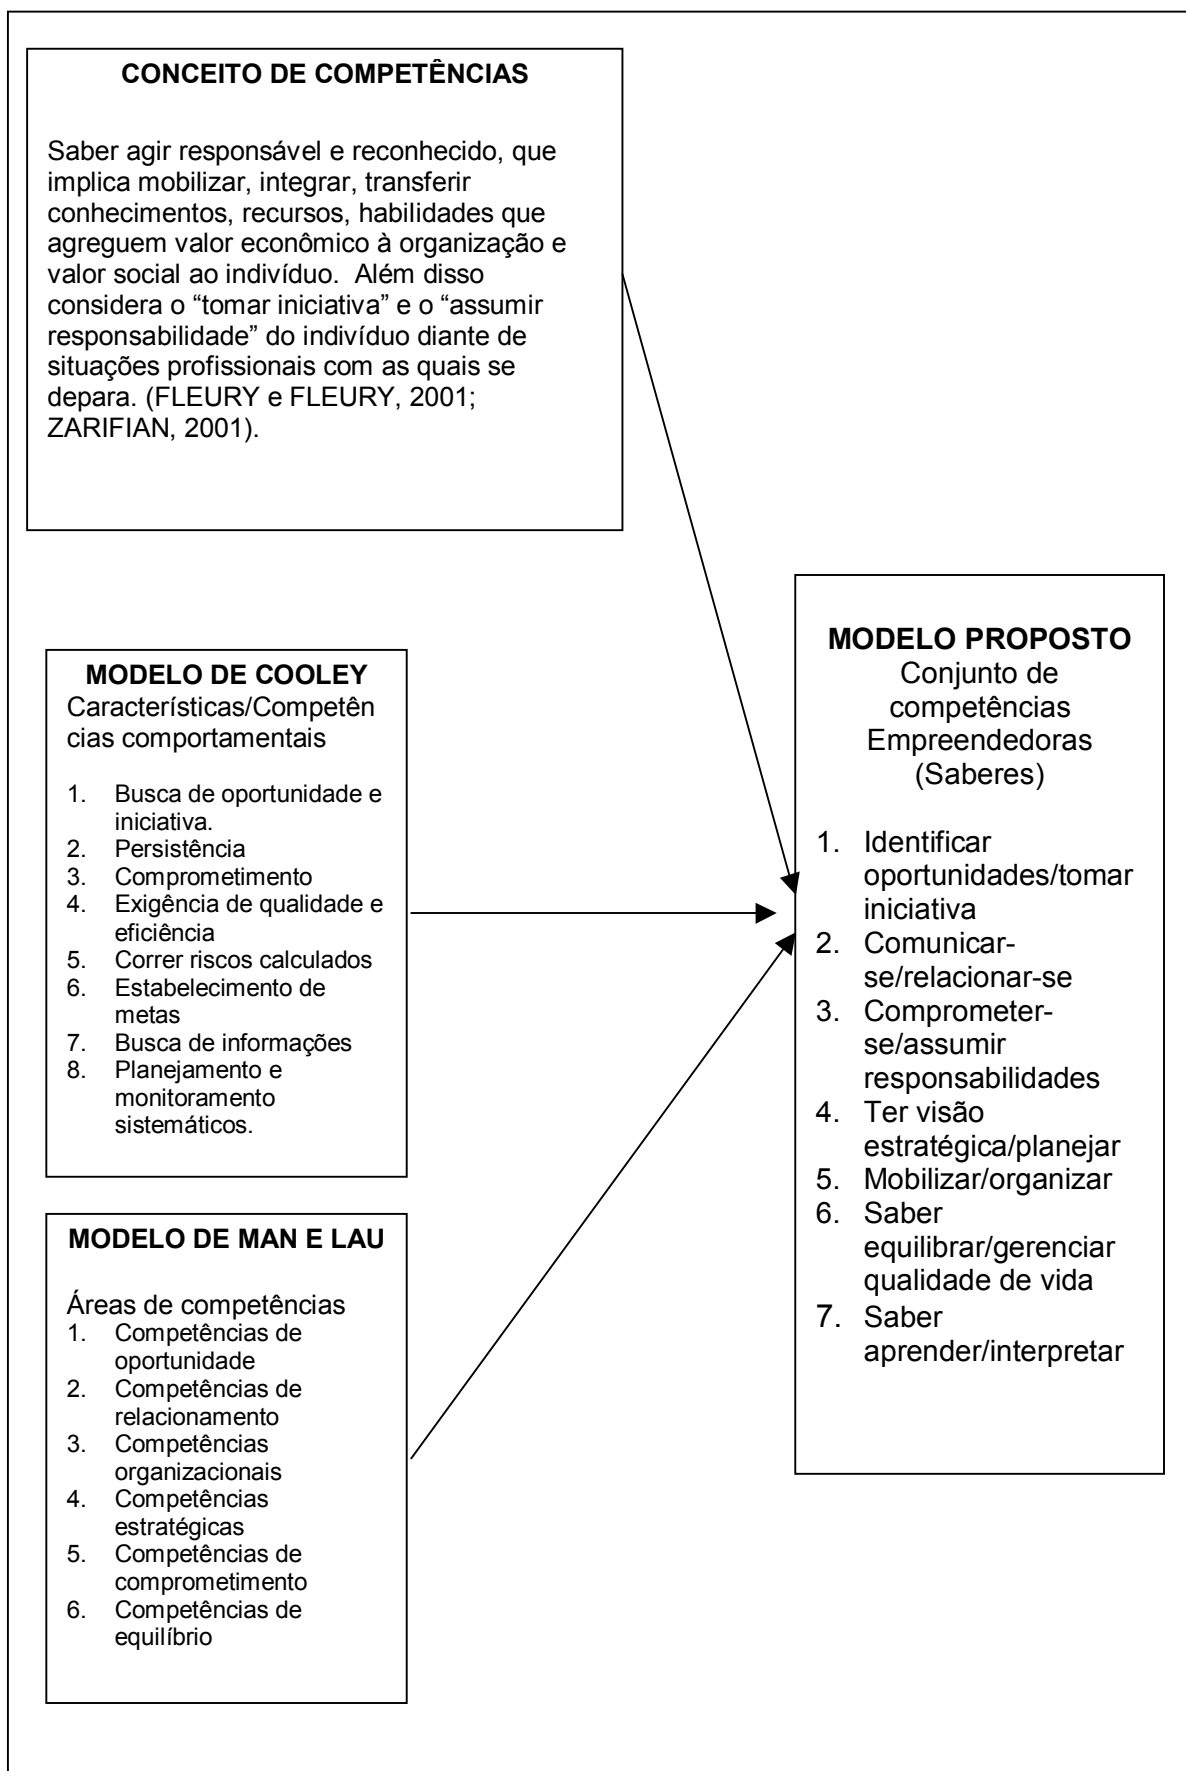 CONCEITO DE COMPETÊNCIAS
Saber agir responsável e reconhecido, que
implica mobilizar, integrar, transferir
conhecimentos, recursos, habilidades que
agreguem valor econômico à organização e
valor social ao indivíduo.  Além disso
considera o “tomar iniciativa” e o “assumir
responsabilidade” do indivíduo diante de
situações profissionais com as quais se
depara. (FLEURY e FLEURY, 2001;
ZARIFIAN, 2001).
MODELO DE COOLEY
Características/Competên
cias comportamentais
1. Busca de oportunidade e
iniciativa.
2. Persistência
3. Comprometimento
4. Exigência de qualidade e
eficiência
5. Correr riscos calculados
6. Estabelecimento de
metas
7. Busca de informações
8. Planejamento e
monitoramento
sistemáticos.
MODELO DE MAN E LAU
Áreas de competências
1. Competências de
oportunidade
2. Competências de
relacionamento
3. Competências
organizacionais
4. Competências
estratégicas
5. Competências de
comprometimento
6. Competências de
equilíbrio
MODELO PROPOSTO
Conjunto de
competências
Empreendedoras
(Saberes)
1. Identificar
oportunidades/tomar
iniciativa
2. Comunicar-
se/relacionar-se
3. Comprometer-
se/assumir
responsabilidades
4. Ter visão
estratégica/planejar
5. Mobilizar/organizar
6. Saber
equilibrar/gerenciar
qualidade de vida
7. Saber
aprender/interpretar